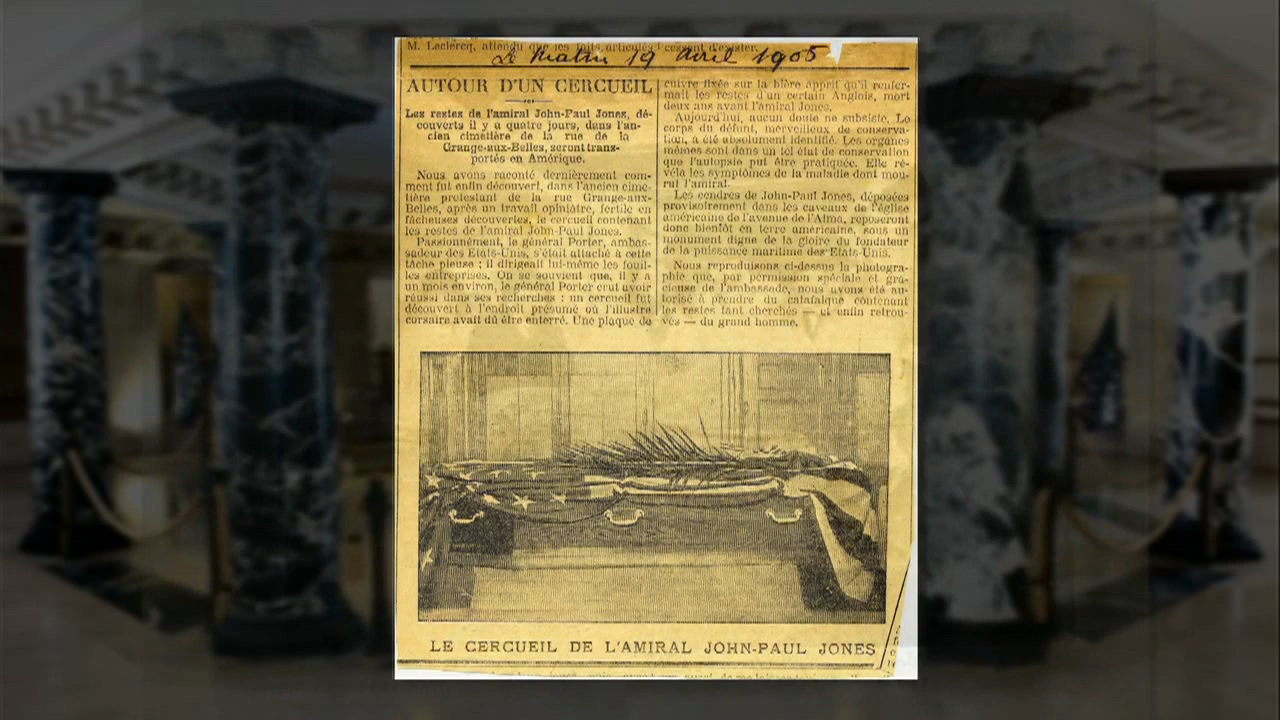 M. Laclercq, attendu que les faits articulés
cessent d'exister.
Le Matin 19 avril 1905
AUTOUR D'UN CERCUEIL
Les restes de l'amiral John-Paul Jones, dé-
couverts il y a quatre jours, dans l'an-
cien cimetière de la rue de la
Grange-aux-Belles, seront trans-
portés en Amérique.
Nous avons raconté dernièrement com-
ment fut enfin découvert, dans l'ancien cime-
tière protestant de la rue Grange-aux-
Belles, après un travail opiniâtre, fertile en
fâcheuses découvertes, le cercueil contenant
les restes de l'amiral John-Paul Jones.
Passionnément, le général Porter, ambas-
sadeur des Etats-Unis, s'était attaché à cette
tâche pieuse ; il dirigeait lui-même les fouil-
les entreprises. On se souvient que, il y a
un mois environ, le général Porter crut avoir
réussi dans ses recherches : un cercueil fut
découvert à l'endroit présumé où l'illustre
corsaire avait dû être enterré. Une plaque de
cuivre fixée sur la bière apprit qu'il renfer-
mait les restes d'un certain Anglois, mort
deux ans avant l'amiral Jones.
Aujourd'hui, aucun doute ne subsiste. Le
corps du défunt, merveilleux de conserva-
tion, a été absolument identifié. Les organes
mêmes sont dans un tel état de conservation
que l'autopsie put être pratiquée. Elle ré-
véla les symptômes de la maladie dont mou-
rut l'amiral.
Les cendres de John-Paul Jones, déposées
provisoirement dans les caveaux de l'église
américaine de l'avenue de l'Alma, reposeront
donc bientôt en terre américaine, sous un
monument digne de la gloire du fondateur
de la puissance maritime des Etats-Unis.
Nous reproduisons ci-dessus la photogra-
phie que, par permission spéciale et gra-
cieuse de l'ambassade, nous avons été au-
torisé à prendre du catafalque contenant
les restes tant cherchés — et enfin retrou-
vés — du grand homme.
LE CERCUEIL DE L'AMIRAL JOHN-PAUL JONES